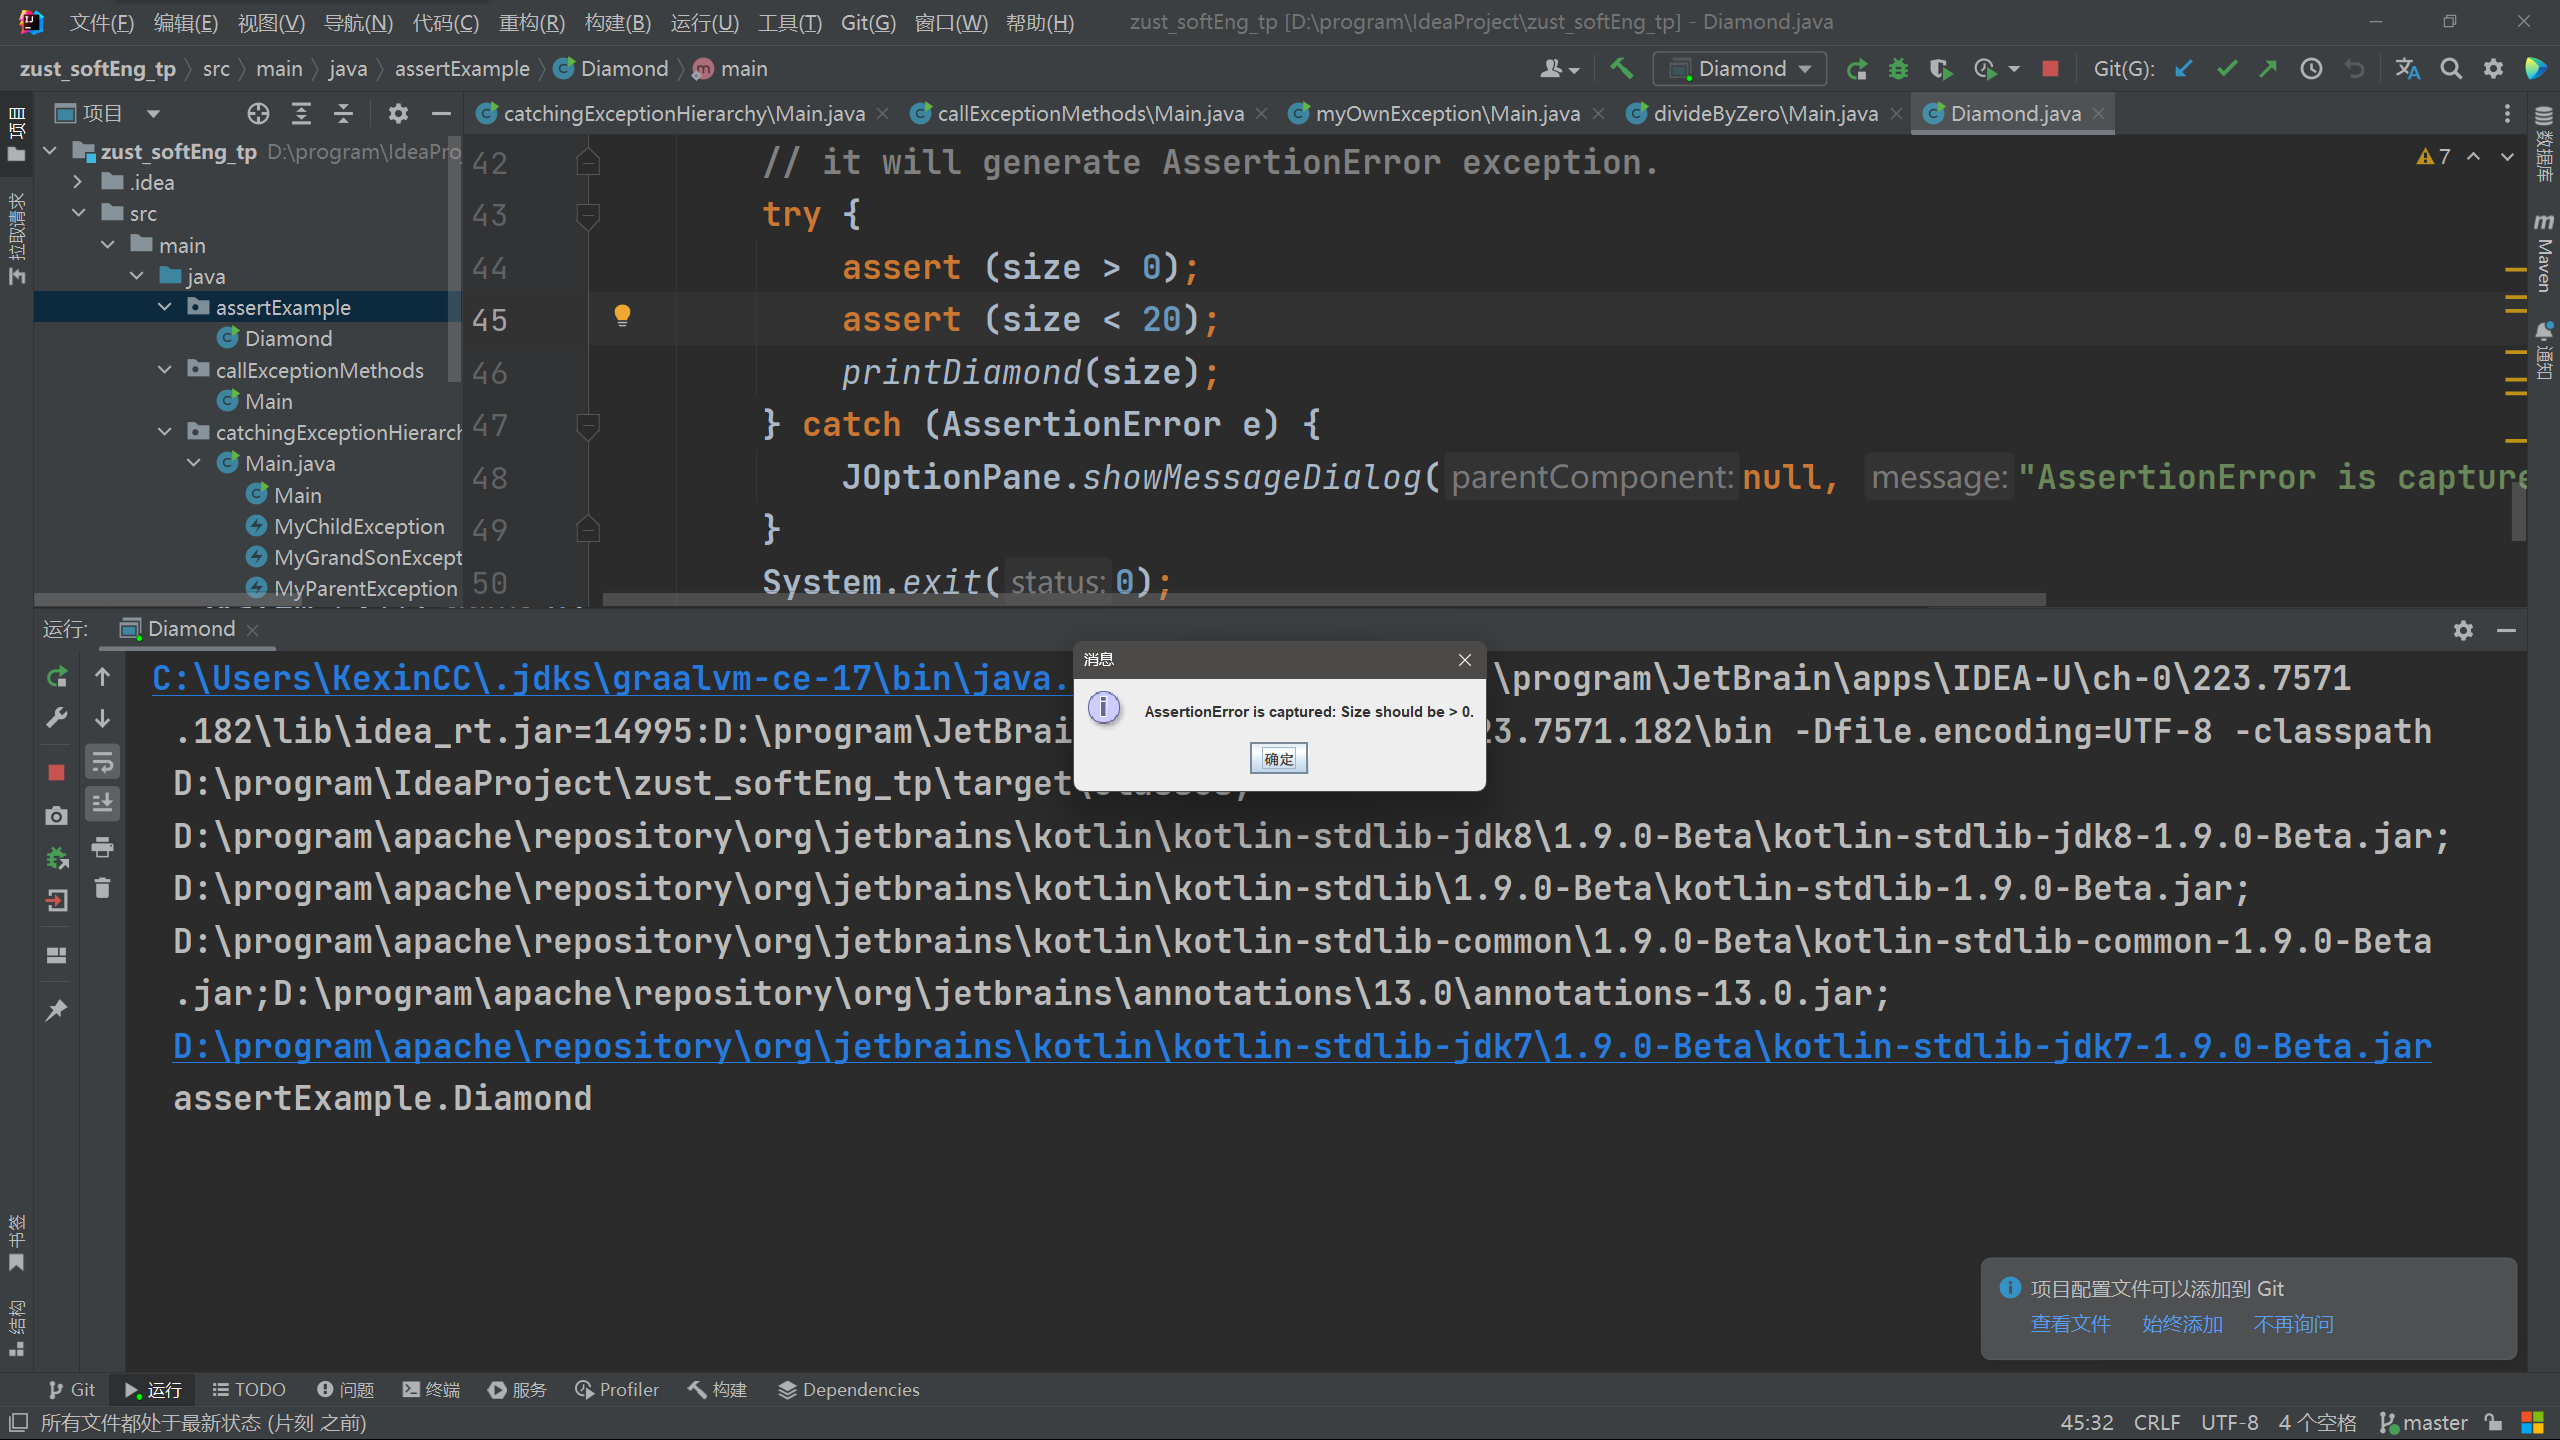 文件(F) 编辑(E) 视图(V) 导航(N) 代码(C) 重构(R) 构建(B) 运行(U) 工具(T) Git(G) 窗口(W) 帮助(H) zust_softEng_tp [D:\program\IdeaProject\zust_softEng_tp] - Diamond.java
zust_softEng_tp src main java assertExample Diamond main
Diamond Git(G):
项目
catchingExceptionHierarchy\Main.java callExceptionMethods\Main.java myOwnException\Main.java divideByZero\Main.java Diamond.java
项目
拉取请求
zust_softEng_tp D:\program\IdeaPro
.idea
src
main
java
assertExample
Diamond
callExceptionMethods
Main
catchingExceptionHierarch
Main.java
Main
MyChildException
MyGrandSonExcept
MyParentException
42 // it will generate AssertionError exception.
43 try {
44 assert (size > 0);
45 assert (size < 20);
46 printDiamond(size);
47 } catch (AssertionError e) {
48 JOptionPane.showMessageDialog( parentComponent: null, message: "AssertionError is capture
49 }
50 System.exit( status: 0);
7
数据库
m Maven
通知
运行: Diamond
C:\Users\KexinCC\.jdks\graalvm-ce-17\bin\java. \program\JetBrain\apps\IDEA-U\ch-0\223.7571
.182\lib\idea_rt.jar=14995:D:\program\JetBrai 3.7571.182\bin -Dfile.encoding=UTF-8 -classpath
D:\program\IdeaProject\zust_softEng_tp\target\classes;
D:\program\apache\repository\org\jetbrains\kotlin\kotlin-stdlib-jdk8\1.9.0-Beta\kotlin-stdlib-jdk8-1.9.0-Beta.jar;
D:\program\apache\repository\org\jetbrains\kotlin\kotlin-stdlib\1.9.0-Beta\kotlin-stdlib-1.9.0-Beta.jar;
D:\program\apache\repository\org\jetbrains\kotlin\kotlin-stdlib-common\1.9.0-Beta\kotlin-stdlib-common-1.9.0-Beta
.jar;D:\program\apache\repository\org\jetbrains\annotations\13.0\annotations-13.0.jar;
D:\program\apache\repository\org\jetbrains\kotlin\kotlin-stdlib-jdk7\1.9.0-Beta\kotlin-stdlib-jdk7-1.9.0-Beta.jar
assertExample.Diamond
消息
AssertionError is captured: Size should be > 0.
确定
书签
结构
项目配置文件可以添加到 Git
查看文件 始终添加 不再询问
Git 运行 TODO 问题 终端 服务 Profiler 构建 Dependencies
所有文件都处于最新状态 (片刻 之前)
45:32 CRLF UTF-8 4 个空格 master